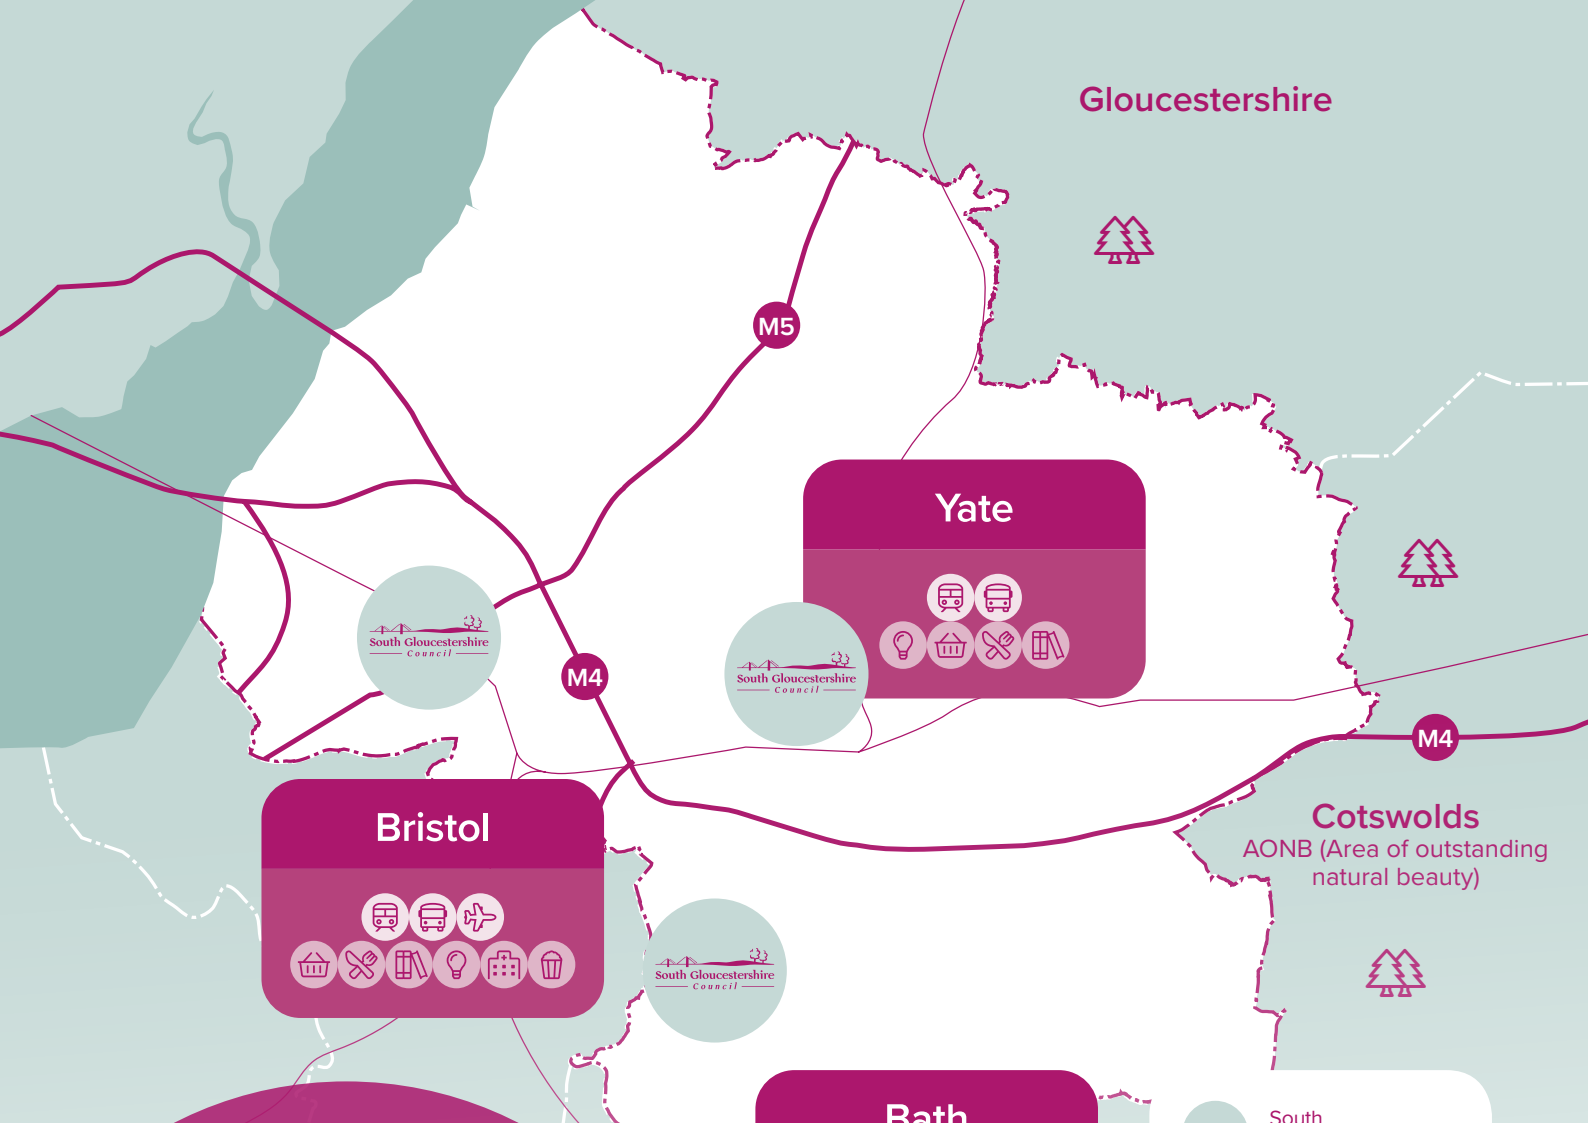 Gloucestershire
M5
Yate
South Gloucestershire
Council
M4
South Gloucestershire
Council
M4
Bristol
Cotswolds
AONB (Area of outstanding
natural beauty)
South Gloucestershire
Council
Bath
South